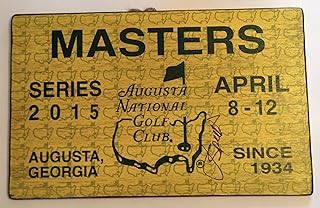 MASTERS
SERIES
2015
AUGUSTA
NATIONAL
GOLF
CLUB.
APRIL
8-12
AUGUSTA,
GEORGIA
®
SINCE
1934